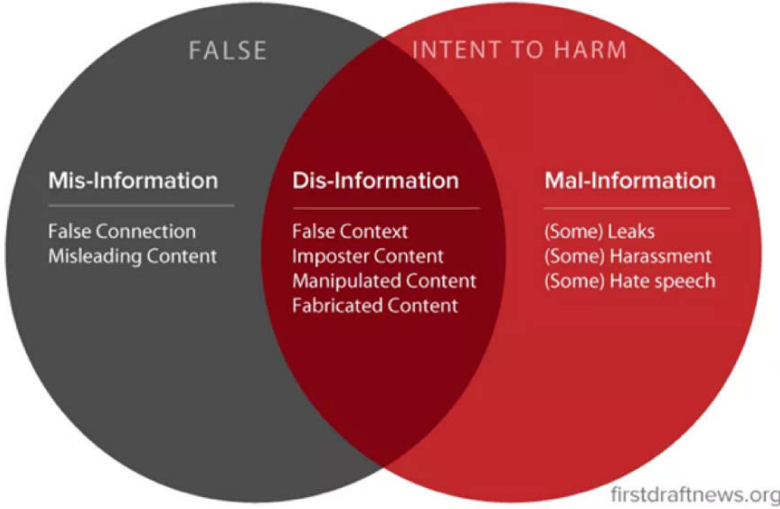 FALSE
INTENT TO HARM
Mis-Information
False Connection
Misleading Content
Dis-Information
False Context
Imposter Content
Manipulated Content
Fabricated Content
Mal-Information
(Some) Leaks
(Some) Harassment
(Some) Hate speech
firstdraftnews.org